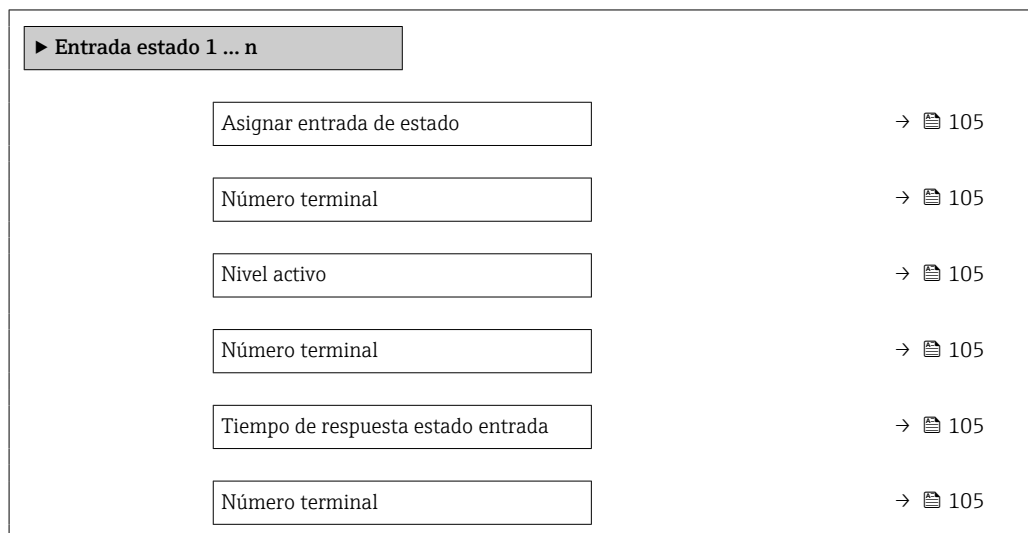 ▶ Entrada estado 1 … n
Asignar entrada de estado → 105
Número terminal → 105
Nivel activo → 105
Número terminal → 105
Tiempo de respuesta estado entrada → 105
Número terminal → 105